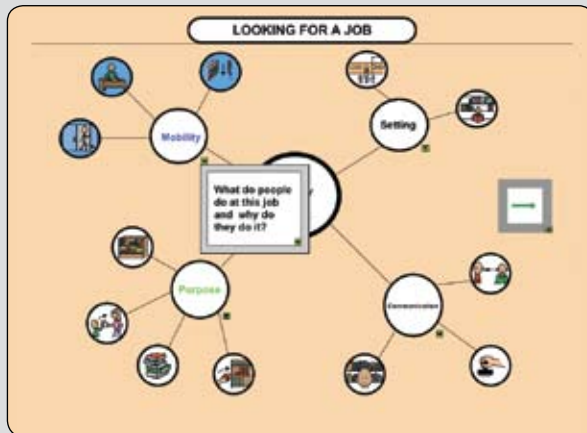 LOOKING FOR A JOB
Mobility
Setting
What do people
do at this job
and why do
they do it?
Purpose
Communication